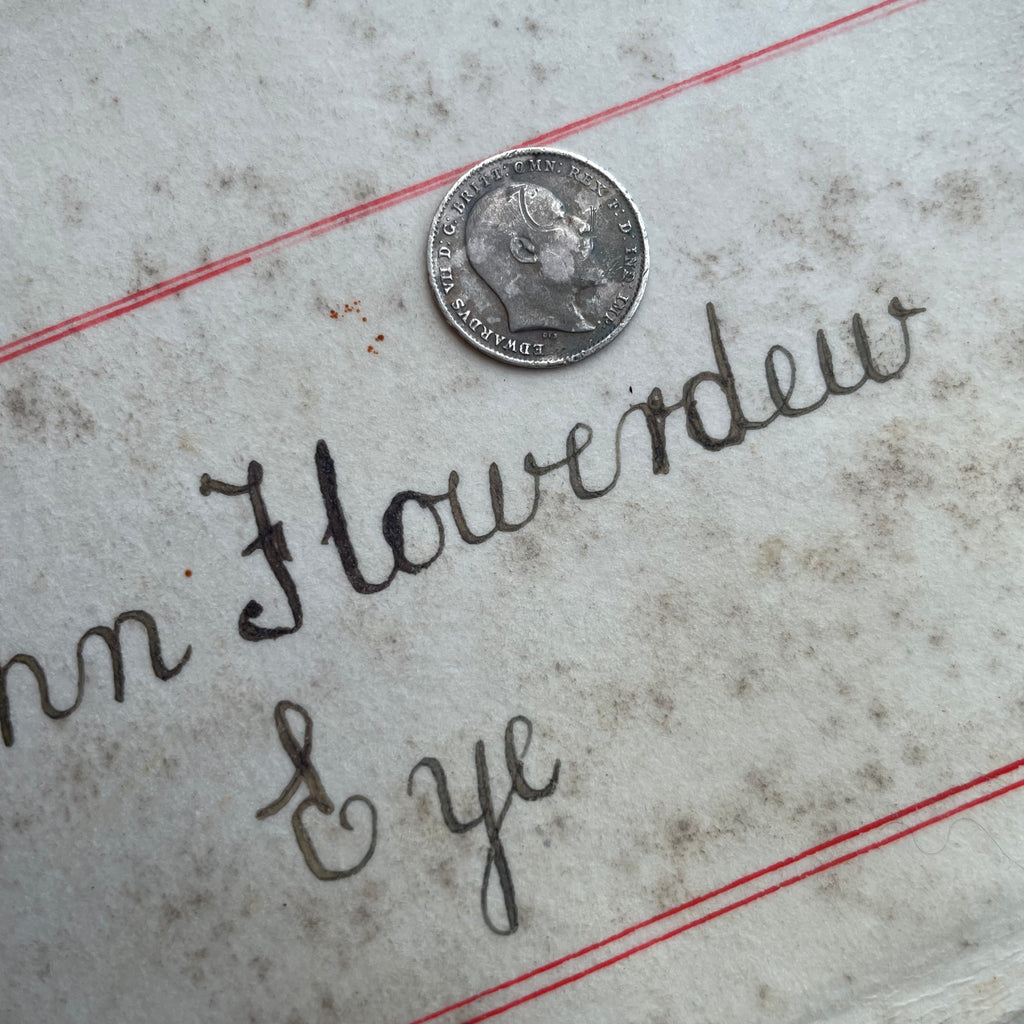 EDWARDVS VII D: G: BRITT: OMN: REX F: D: IND: IMP:
nn Flowerdew
Eye